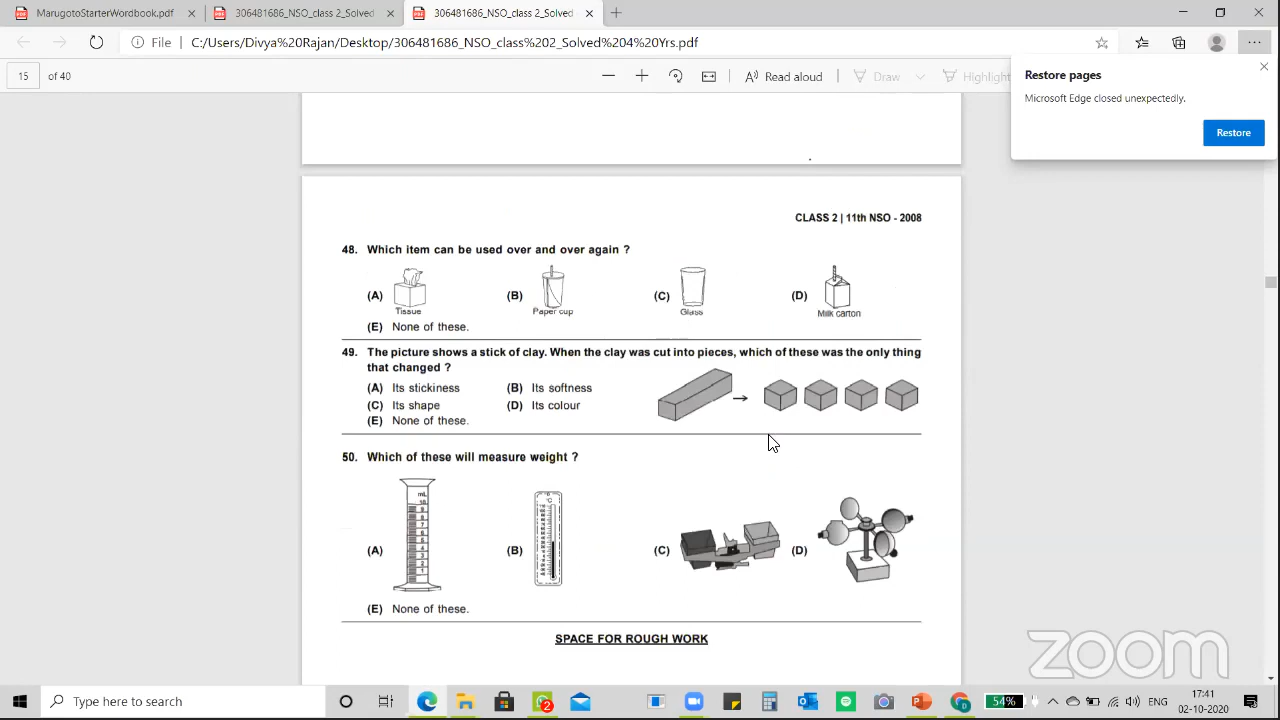 MarugotoStarterWordbook.pdf
306481686_NSO_class 2_Solved
306481686_NSO_class 2_Solved
File
C:/Users/Divya%20Rajan/Desktop/306481686_NSO_class%202_Solved%204%20Yrs.pdf
15 of 40
Read aloud
Draw
Highlight
Restore pages
Microsoft Edge closed unexpectedly.
Restore
CLASS 2 | 11th NSO - 2008
48. Which item can be used over and over again ?
(A) (B) (C) (D)
Tissue Paper cup Glass Milk carton
(E) None of these.
49. The picture shows a stick of clay. When the clay was cut into pieces, which of these was the only thing
that changed ?
(A) Its stickiness (B) Its softness
(C) Its shape (D) Its colour
(E) None of these.
50. Which of these will measure weight ?
mL
(A) (B) (C) (D)
(E) None of these.
SPACE FOR ROUGH WORK
zoom
Type here to search
2
54%
ENG
17:41
02-10-2020